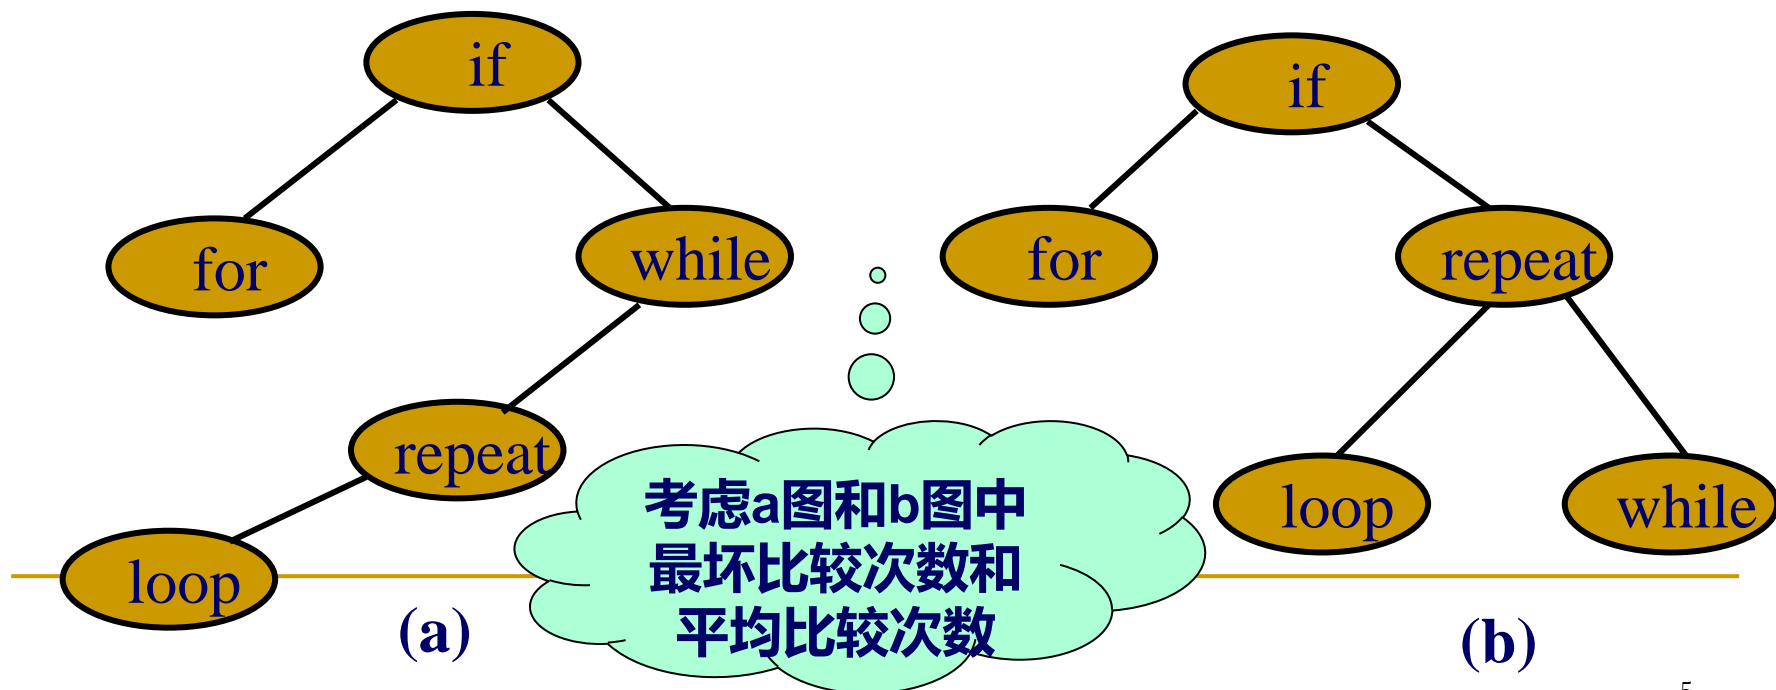 if
for
while
repeat
loop
(a)
考虑a图和b图中
最坏比较次数和
平均比较次数
if
for
repeat
loop
while
(b)
5